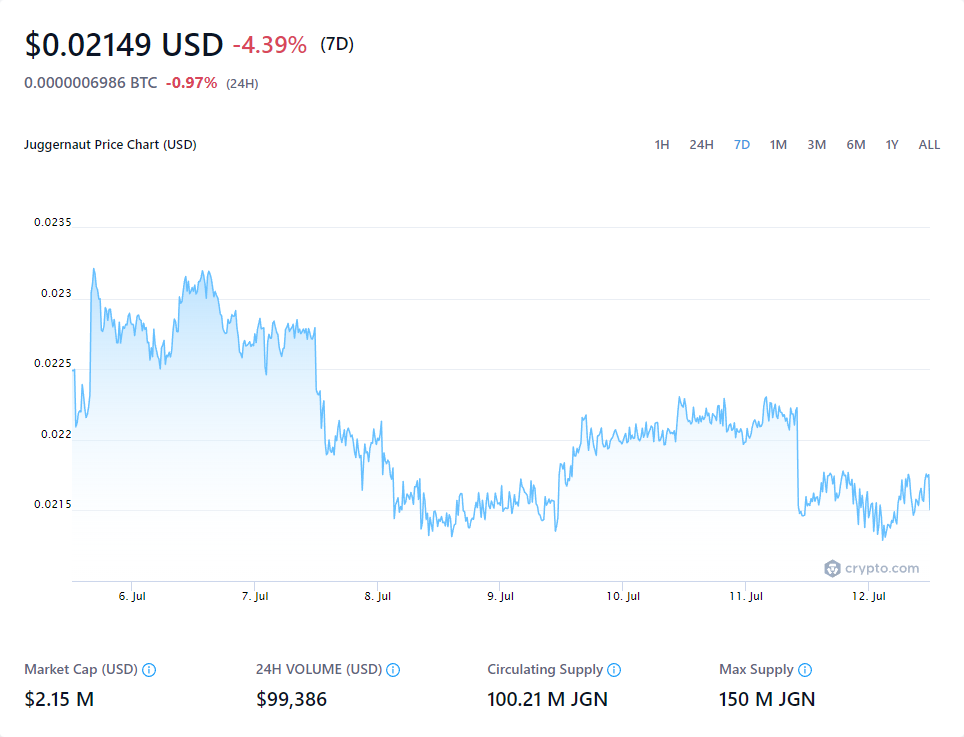 $0.02149 USD -4.39% (7D)
0.0000006986 BTC -0.97% (24H)
Juggernaut Price Chart (USD)
1H 24H 7D 1M 3M 6M 1Y ALL
0.0235
0.023
0.0225
0.022
0.0215
crypto.com
6. Jul 7. Jul 8. Jul 9. Jul 10. Jul 11. Jul 12. Jul
Market Cap (USD) 24H VOLUME (USD) Circulating Supply Max Supply
$2.15 M $99,386 100.21 M JGN 150 M JGN